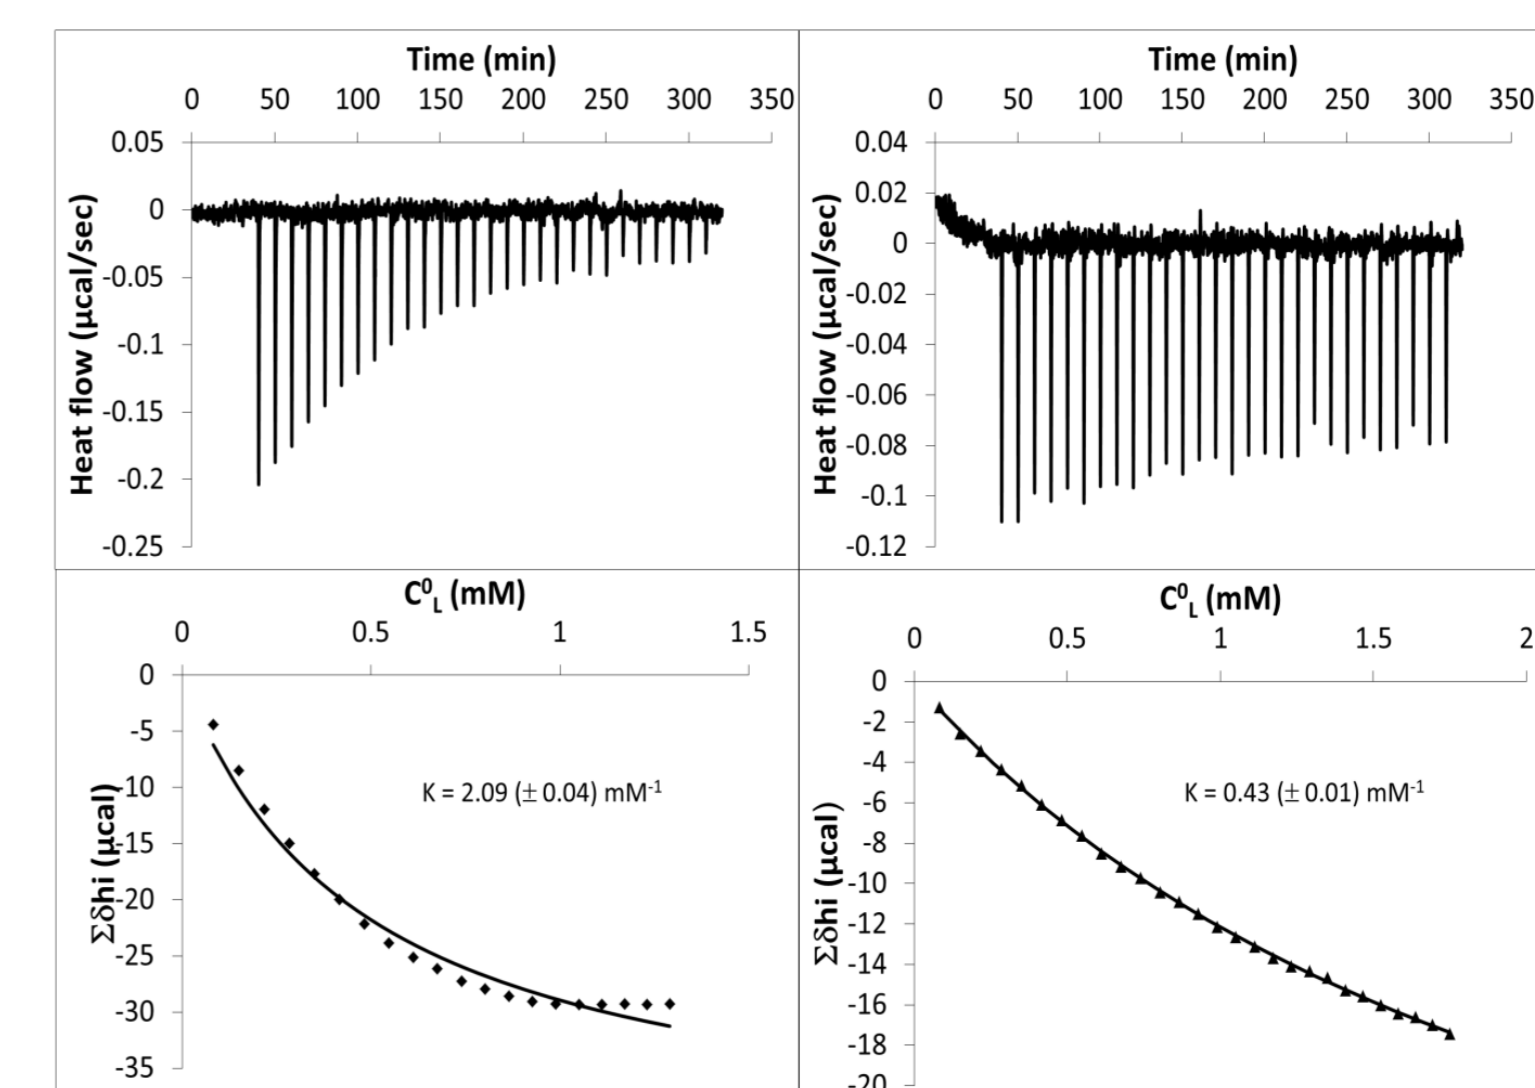 Time (min)
0 50 100 150 200 250 300 350
0.05
0
-0.05
-0.1
-0.15
-0.2
-0.25
Heat flow (µcal/sec)
Time (min)
0 50 100 150 200 250 300 350
0.04
0.02
0
-0.02
-0.04
-0.06
-0.08
-0.1
-0.12
Heat flow (µcal/sec)
C⁰L (mM)
0 0.5 1 1.5
0
-5
-10
-15
-20
-25
-30
-35
Σδhi (µcal)
K = 2.09 (± 0.04) mM⁻¹
C⁰L (mM)
0 0.5 1 1.5 2
0
-2
-4
-6
-8
-10
-12
-14
-16
-18
-20
Σδhi (µcal)
K = 0.43 (± 0.01) mM⁻¹